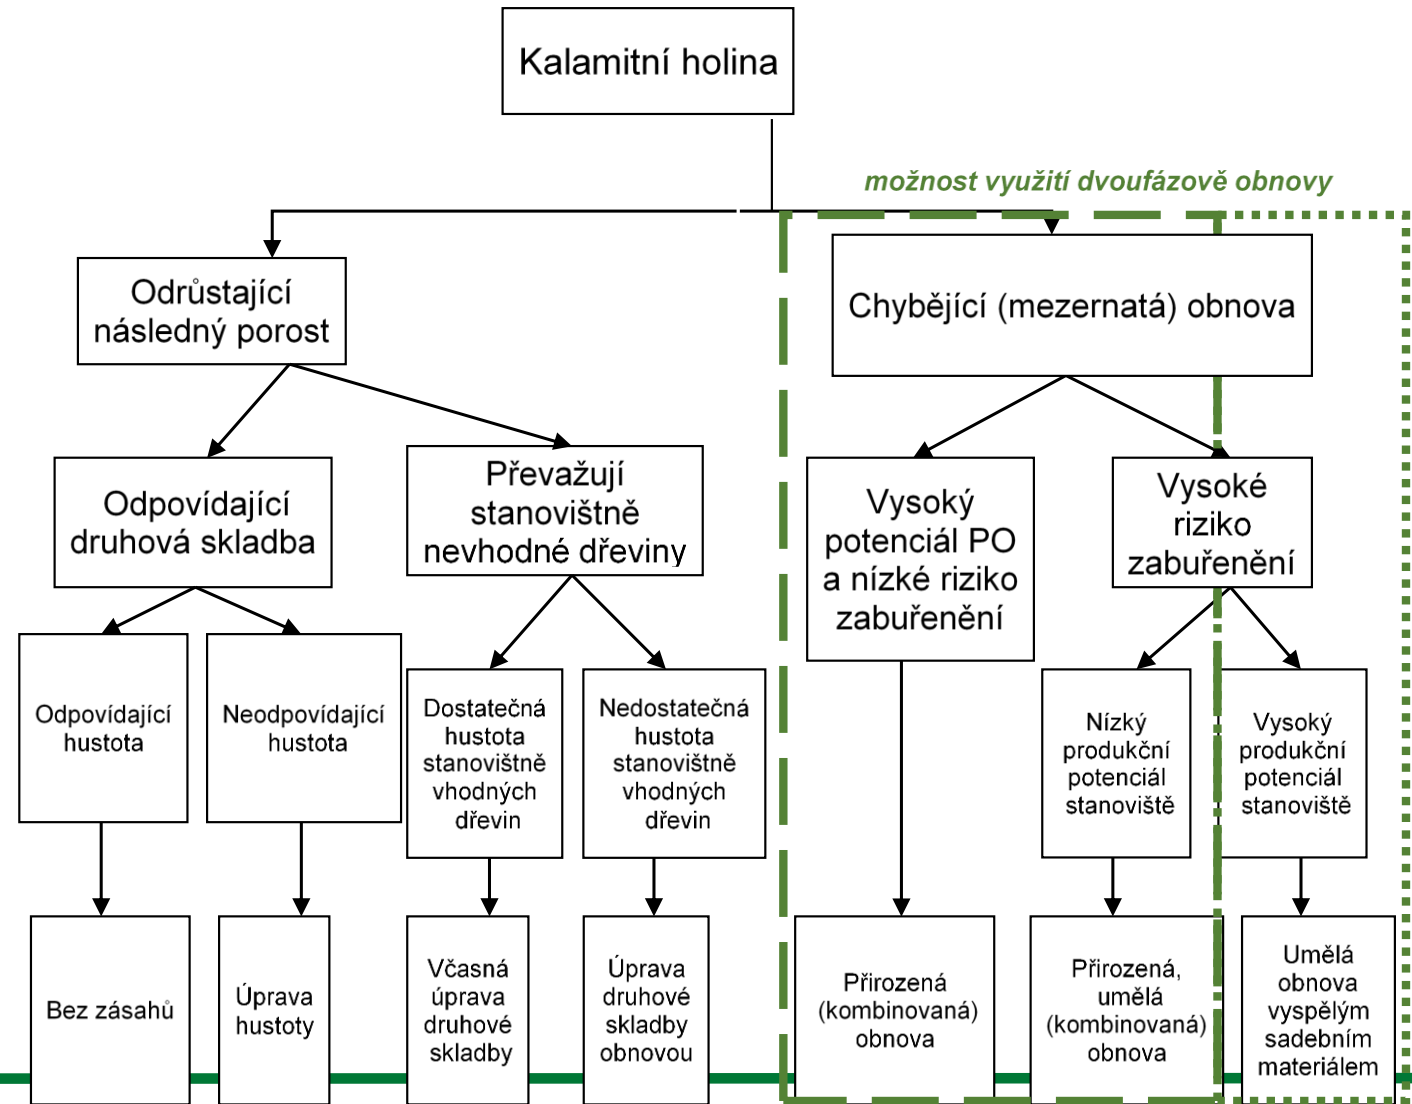 Kalamitní holina
možnost využití dvoufázově obnovy
Odrůstající
následný porost
Chybějící (mezernatá) obnova
Odpovídající
druhová skladba
Převažují
stanovištně
nevhodné dřeviny
Vysoký
potenciál PO
a nízké riziko
zabuřenění
Vysoké
riziko
zabuřenění
Odpovídající
hustota
Neodpovídající
hustota
Dostatečná
hustota
stanovištně
vhodných
dřevin
Nedostatečná
hustota
stanovištně
vhodných
dřevin
Nízký
produkční
potenciál
stanoviště
Vysoký
produkční
potenciál
stanoviště
Bez zásahů
Úprava
hustoty
Včasná
úprava
druhové
skladby
Úprava
druhové
skladby
obnovou
Přirozená
(kombinovaná)
obnova
Přirozená,
umělá
(kombinovaná)
obnova
Umělá
obnova
vyspělým
sadebním
materiálem